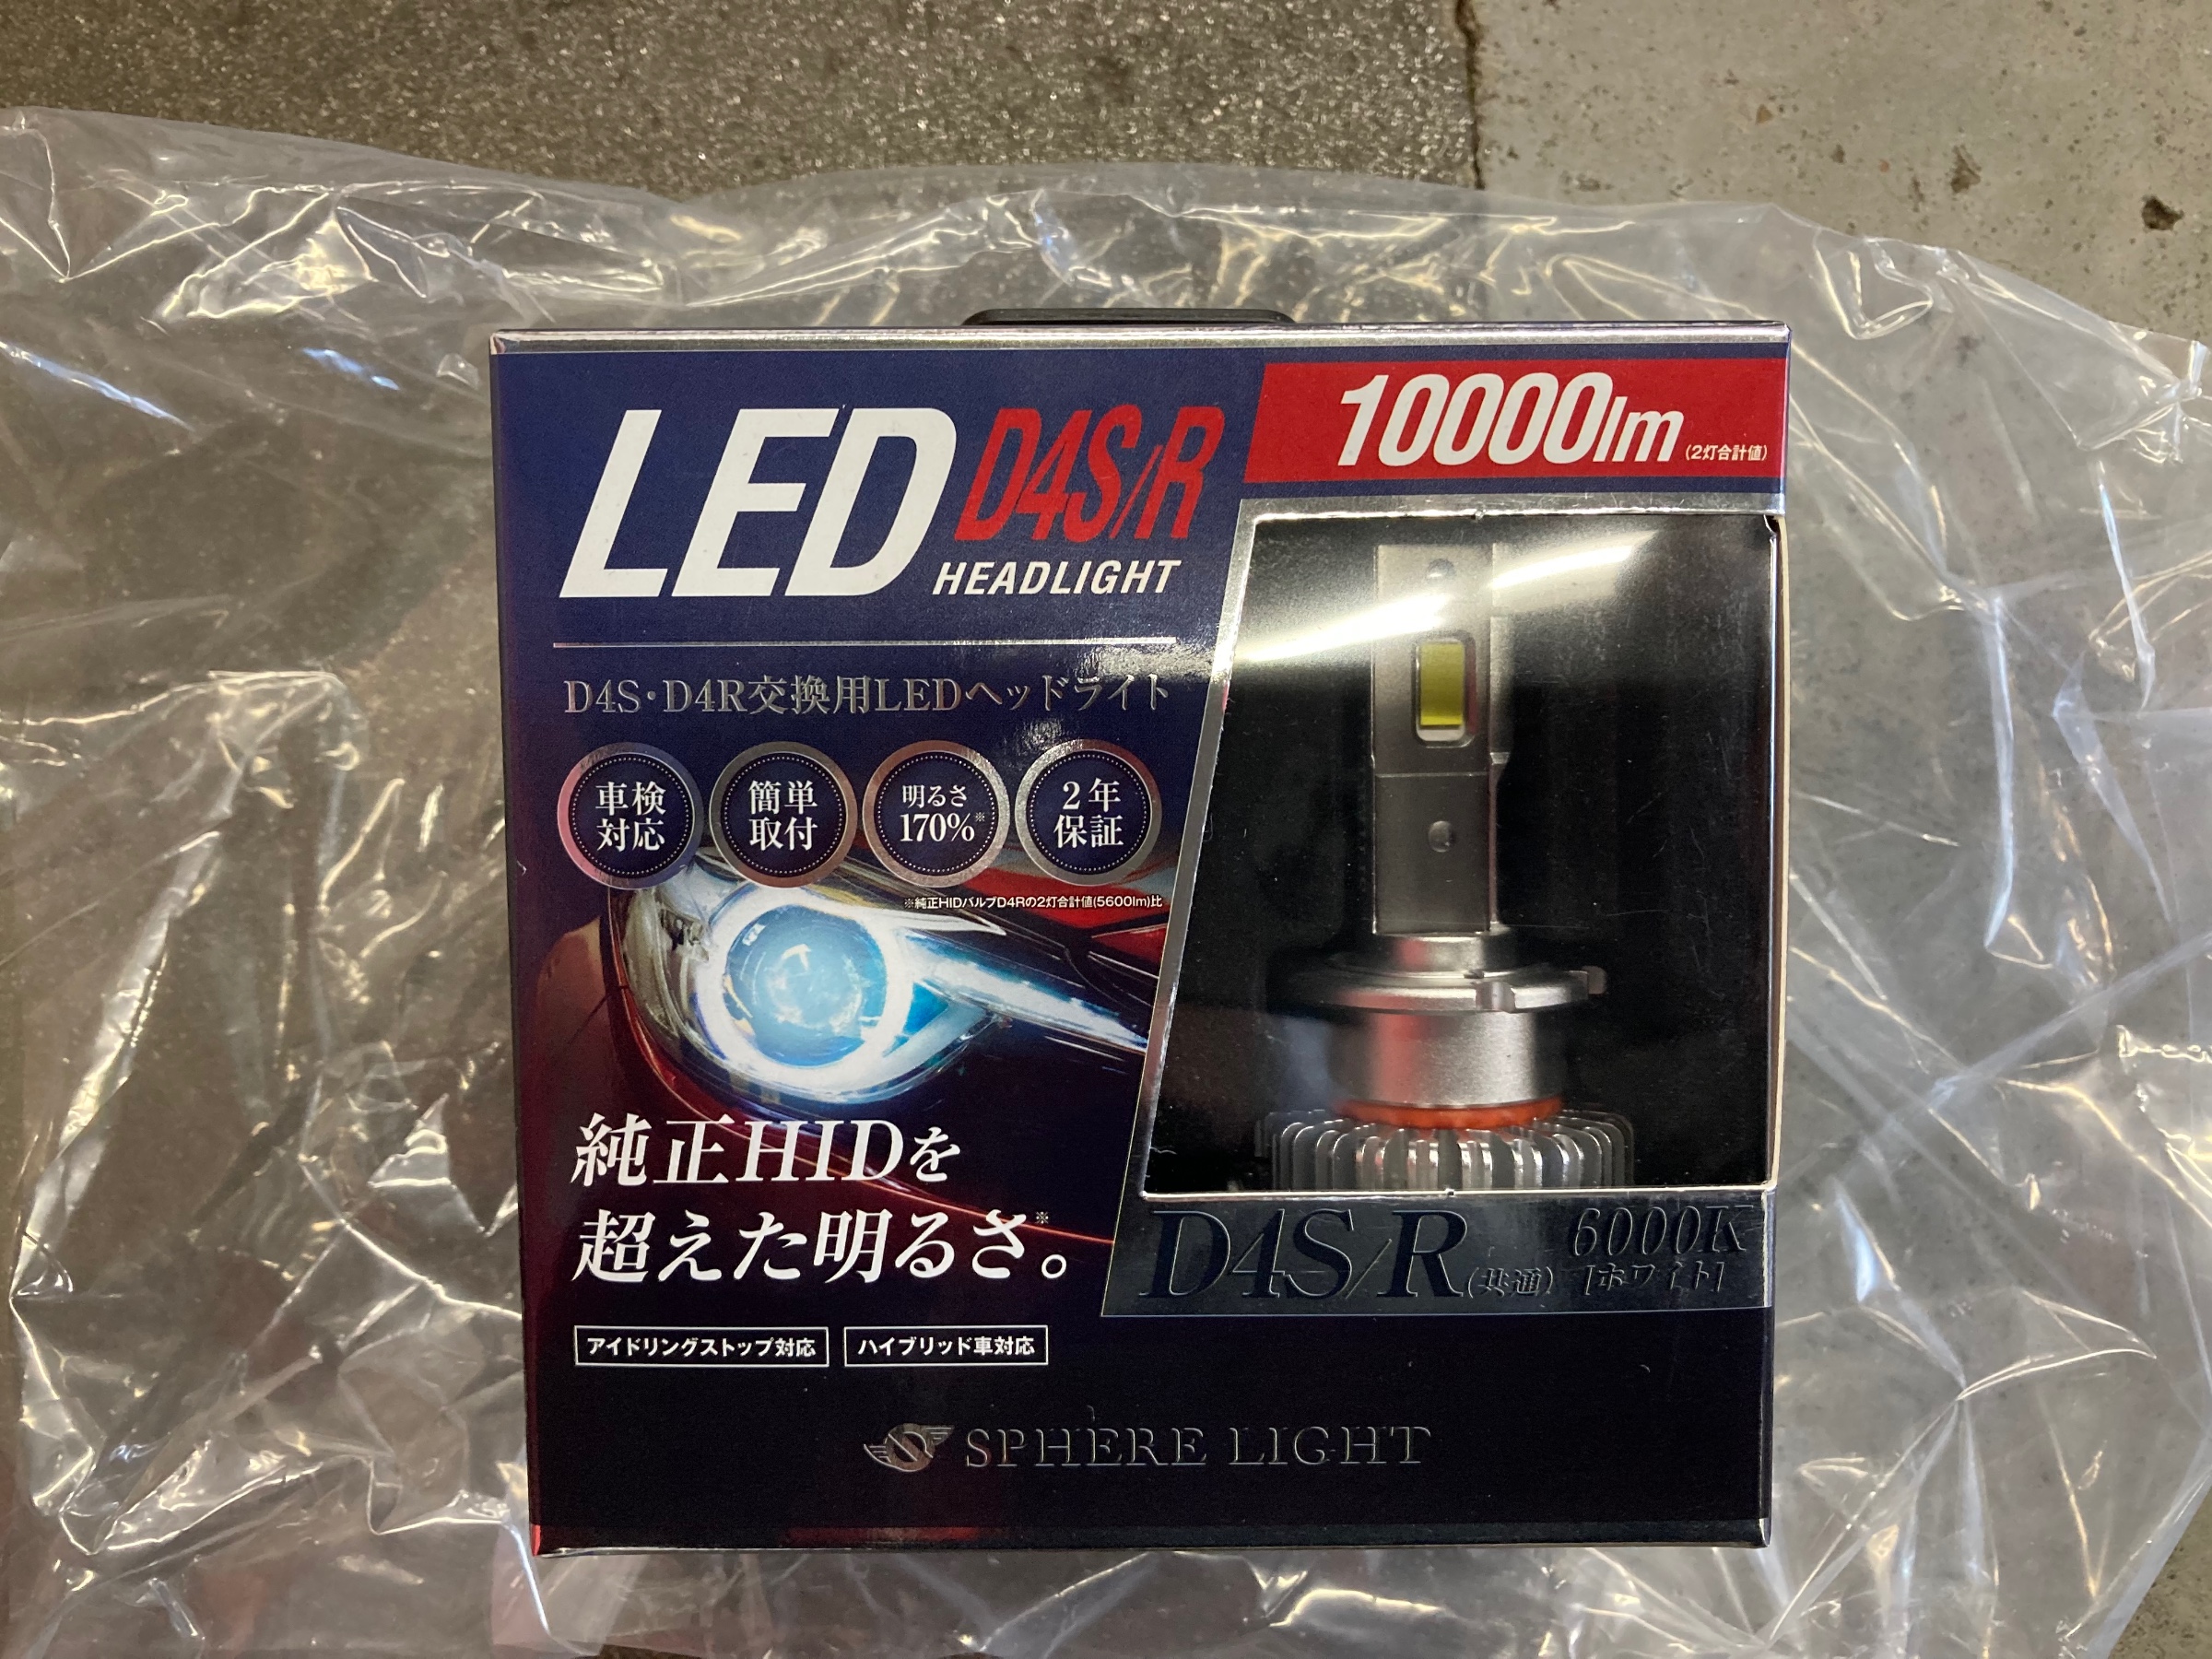 LED D4S/R
HEADLIGHT
10000lm (2灯合計値)
D4S・D4R交換用LEDヘッドライト
車検
対応
簡単
取付
明るさ
170%※
2年
保証
※純正HIDバルブD4Rの2灯合計値(5600lm)比
純正HIDを
超えた明るさ※。
D4S/R(共通)
6000K
[ホワイト]
アイドリングストップ対応
ハイブリッド車対応
SPHERE LIGHT